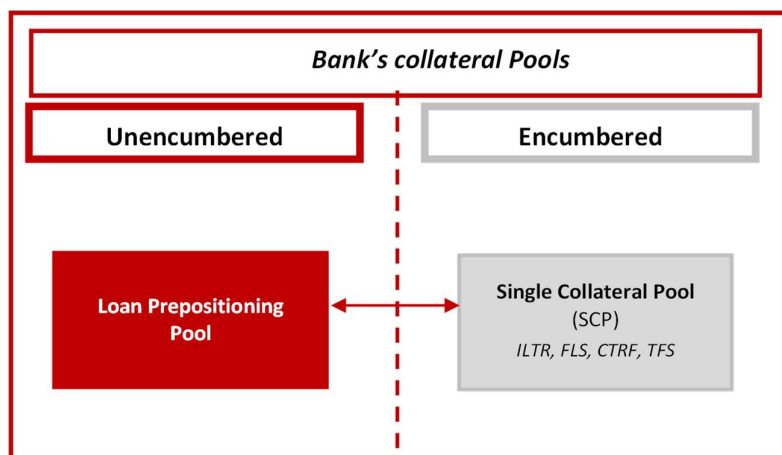 Bank's collateral Pools
Unencumbered
Encumbered
Loan Prepositioning
Pool
Single Collateral Pool
(SCP)
ILTR, FLS, CTRF, TFS